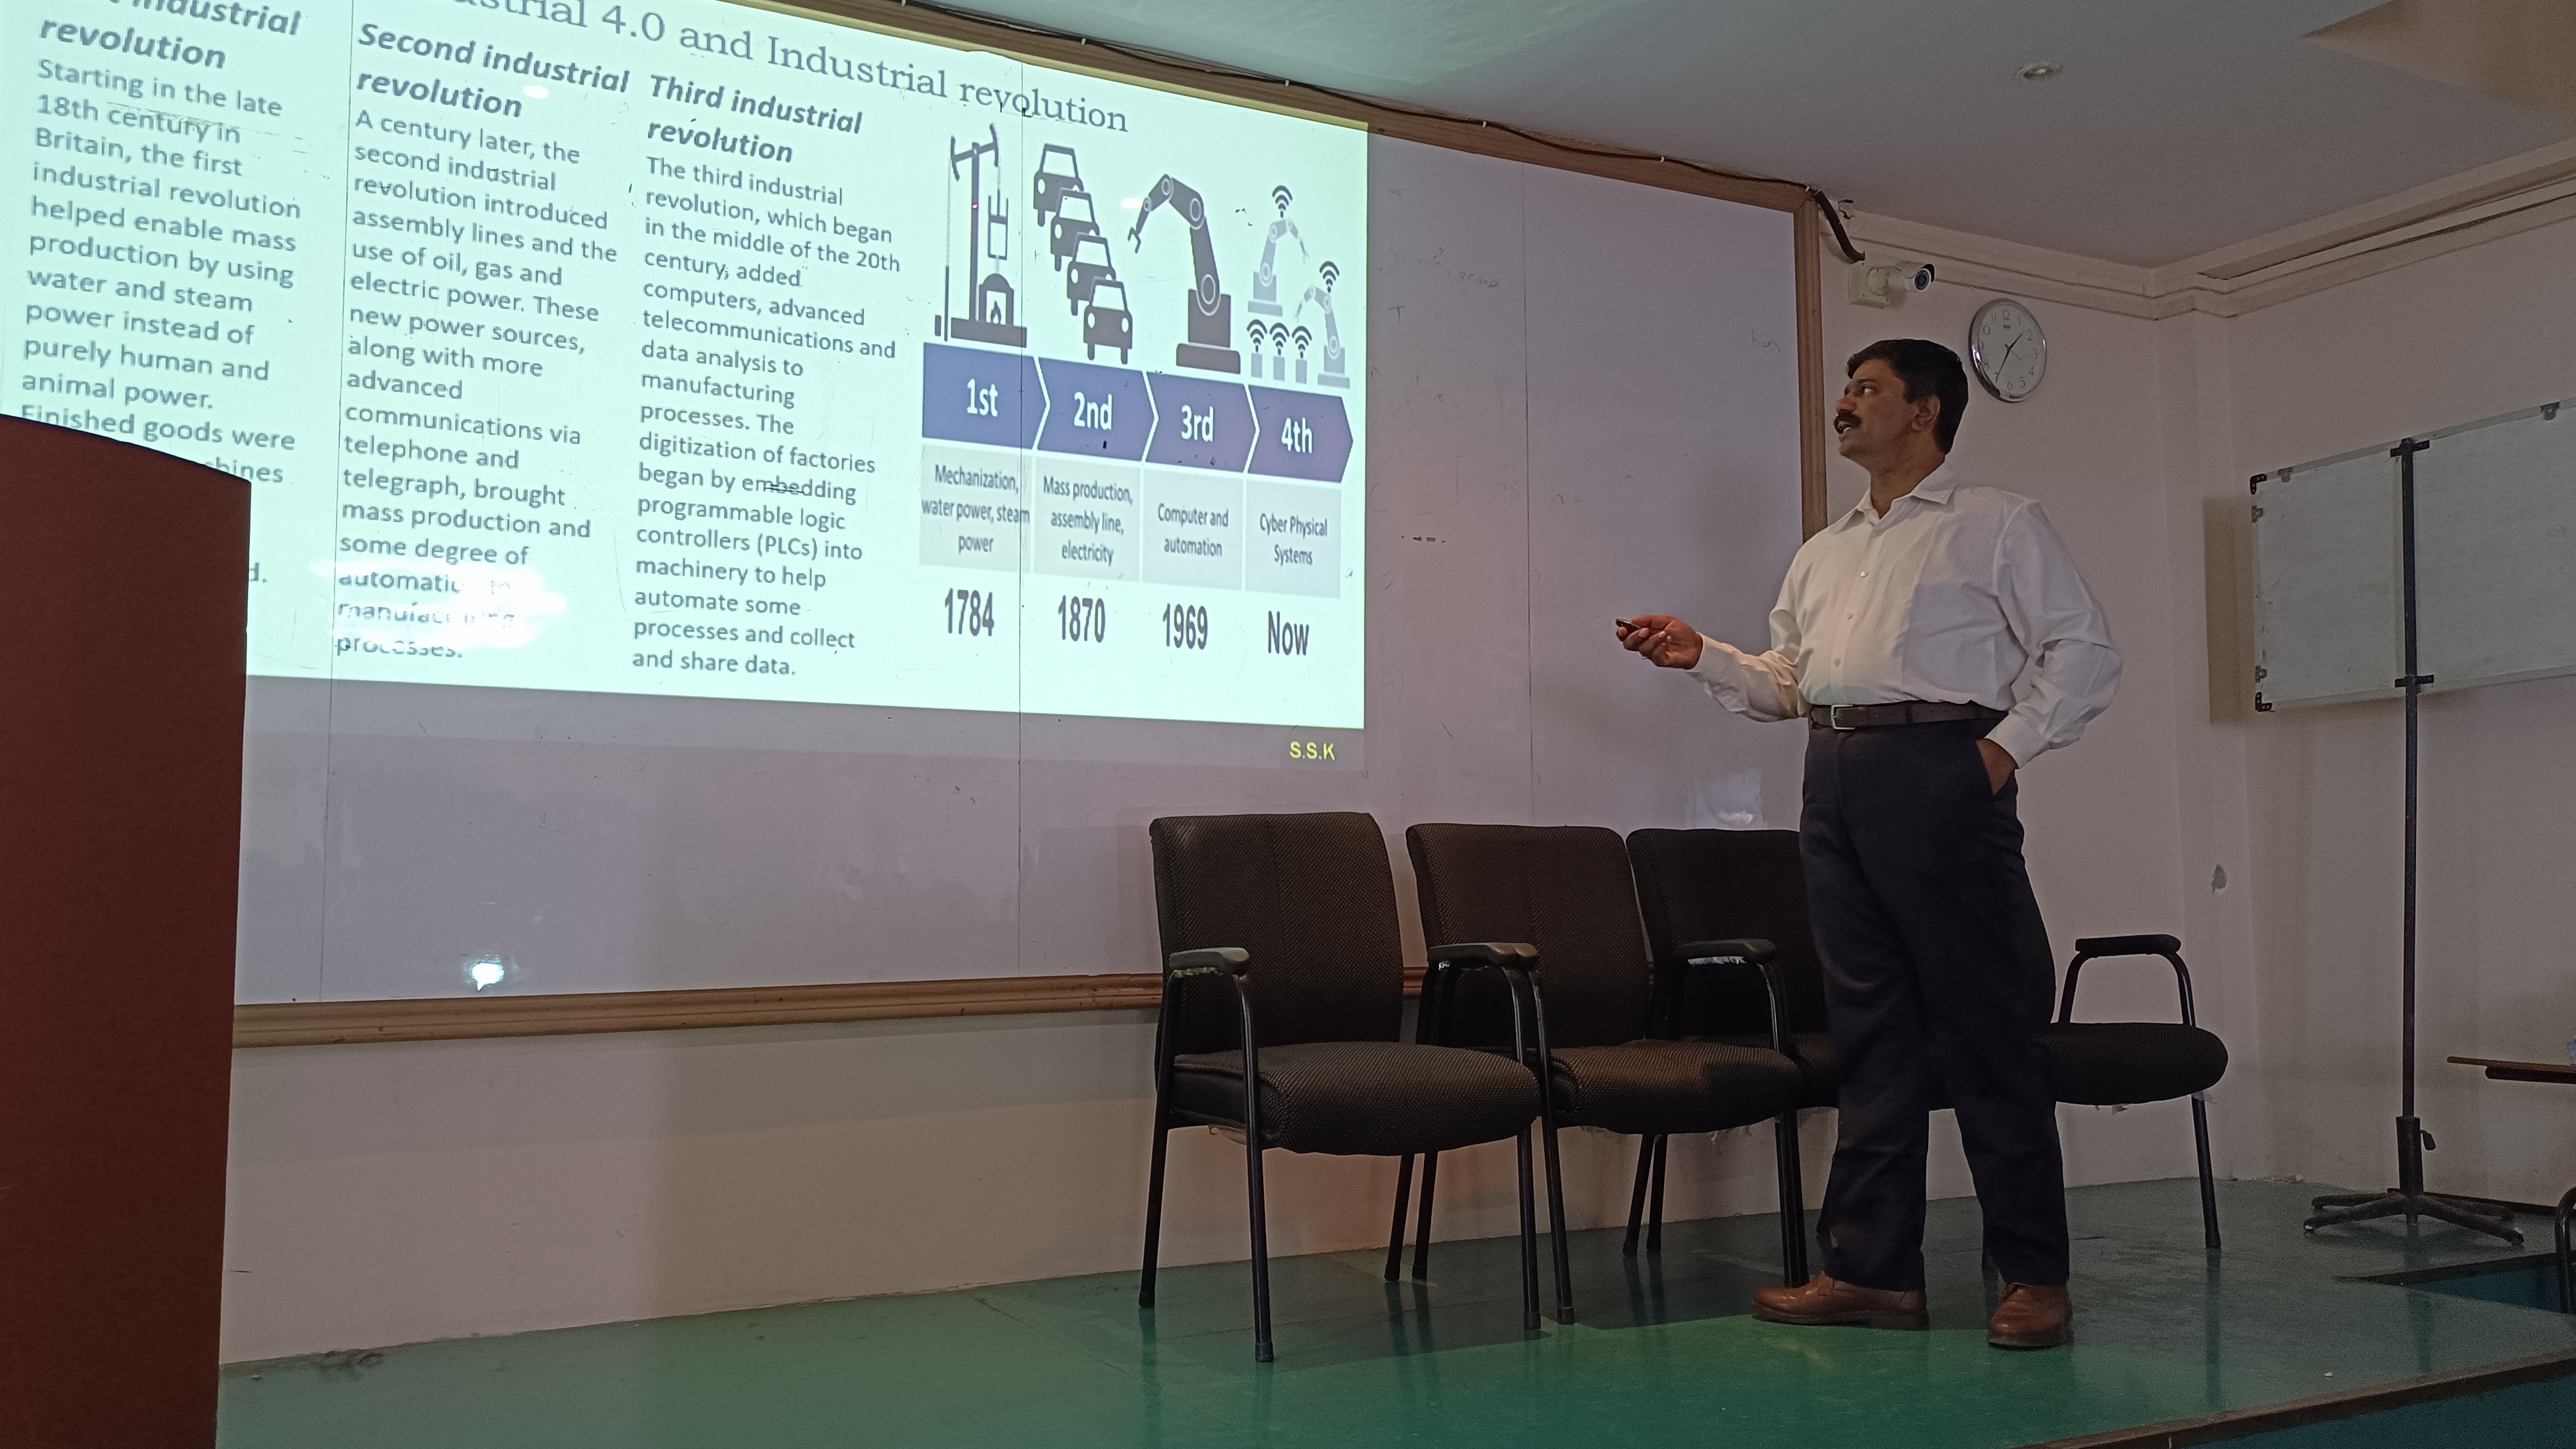 strial 4.0 and Industrial revolution
industrial
revolution
Starting in the late
18th century in
Britain, the first
industrial revolution
helped enable mass
production by using
water and steam
power instead of
purely human and
animal power.
Finished goods were
chines
d.
Second industrial
revolution
A century later, the
second industrial
revolution introduced
assembly lines and the
use of oil, gas and
electric power. These
new power sources,
along with more
advanced
communications via
telephone and
telegraph, brought
mass production and
some degree of
automatic to
manufacturing
processes.
Third industrial
revolution
The third industrial
revolution, which began
in the middle of the 20th
century, added
computers, advanced
telecommunications and
data analysis to
manufacturing
processes. The
digitization of factories
began by embedding
programmable logic
controllers (PLCs) into
machinery to help
automate some
processes and collect
and share data.
1st
2nd
3rd
4th
Mechanization,
water power, steam
power
Mass production,
assembly line,
electricity
Computer and
automation
Cyber Physical
Systems
1784
1870
1969
Now
S.S.K